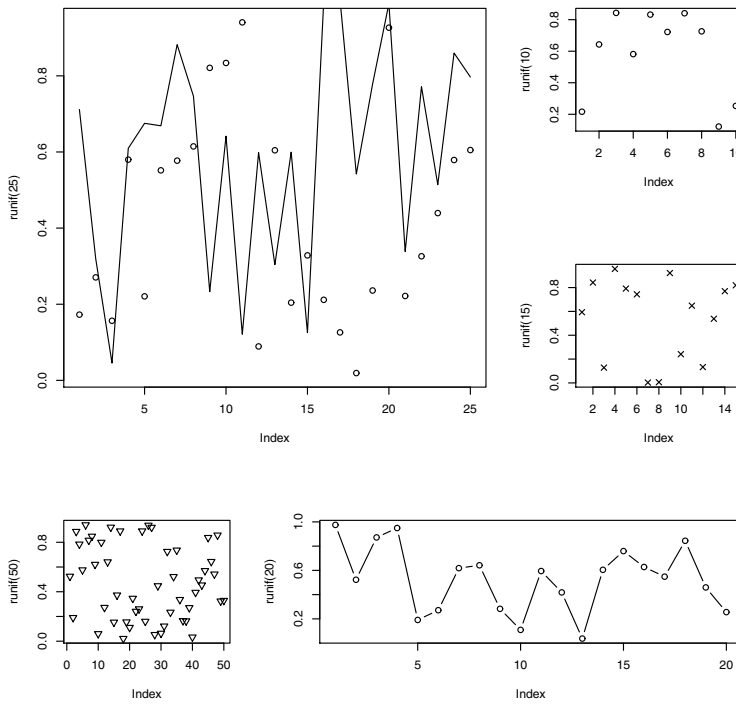 runif(25)
0.0 0.2 0.4 0.6 0.8
5 10 15 20 25
Index
runif(10)
0.2 0.6 0.8
2 4 6 8 10
Index
runif(15)
0.0 0.4 0.8
2 4 6 8 10 14
Index
runif(50)
0.0 0.4 0.8
0 10 20 30 40 50
Index
runif(20)
0.2 0.6 1.0
5 10 15 20
Index